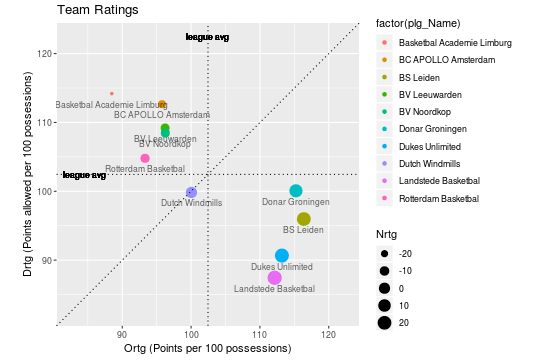 Team Ratings
factor(plg_Name)
Basketbal Academie Limburg
BC APOLLO Amsterdam
BS Leiden
BV Leeuwarden
BV Noordkop
Donar Groningen
Dukes Unlimited
Dutch Windmills
Landstede Basketbal
Rotterdam Basketbal
Nrtg
-20
-10
0
10
20
Drtg (Points allowed per 100 possessions)
120
110
100
90
league avg
Basketbal Academie Limburg
BC APOLLO Amsterdam
BV Leeuwarden
BV Noordkop
Rotterdam Basketbal
league avg
Dutch Windmills
Donar Groningen
BS Leiden
Dukes Unlimited
Landstede Basketbal
90
100
110
120
Ortg (Points per 100 possessions)